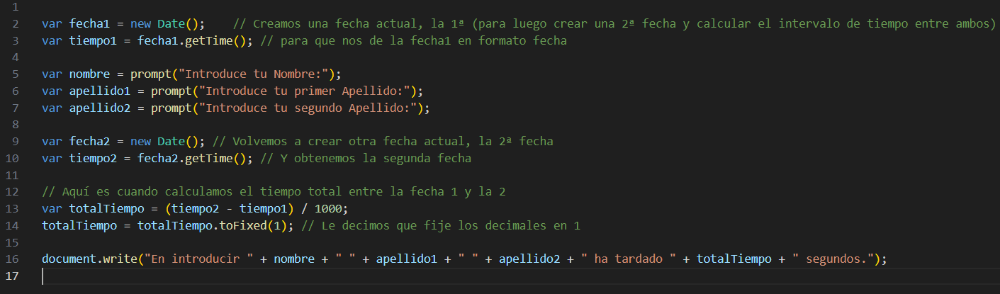 1
2 var fecha1 = new Date();    // Creamos una fecha actual, la 1ª (para luego crear una 2ª fecha y calcular el intervalo de tiempo entre ambos)
3 var tiempo1 = fecha1.getTime(); // para que nos de la fecha1 en formato fecha
4
5 var nombre = prompt("Introduce tu Nombre:");
6 var apellido1 = prompt("Introduce tu primer Apellido:");
7 var apellido2 = prompt("Introduce tu segundo Apellido:");
8
9 var fecha2 = new Date(); // Volvemos a crear otra fecha actual, la 2ª fecha
10 var tiempo2 = fecha2.getTime(); // Y obtenemos la segunda fecha
11
12 // Aquí es cuando calculamos el tiempo total entre la fecha 1 y la 2
13 var totalTiempo = (tiempo2 - tiempo1) / 1000;
14 totalTiempo = totalTiempo.toFixed(1); // Le decimos que fije los decimales en 1
15
16 document.write("En introducir " + nombre + " " + apellido1 + " " + apellido2 + " ha tardado " + totalTiempo + " segundos.");
17